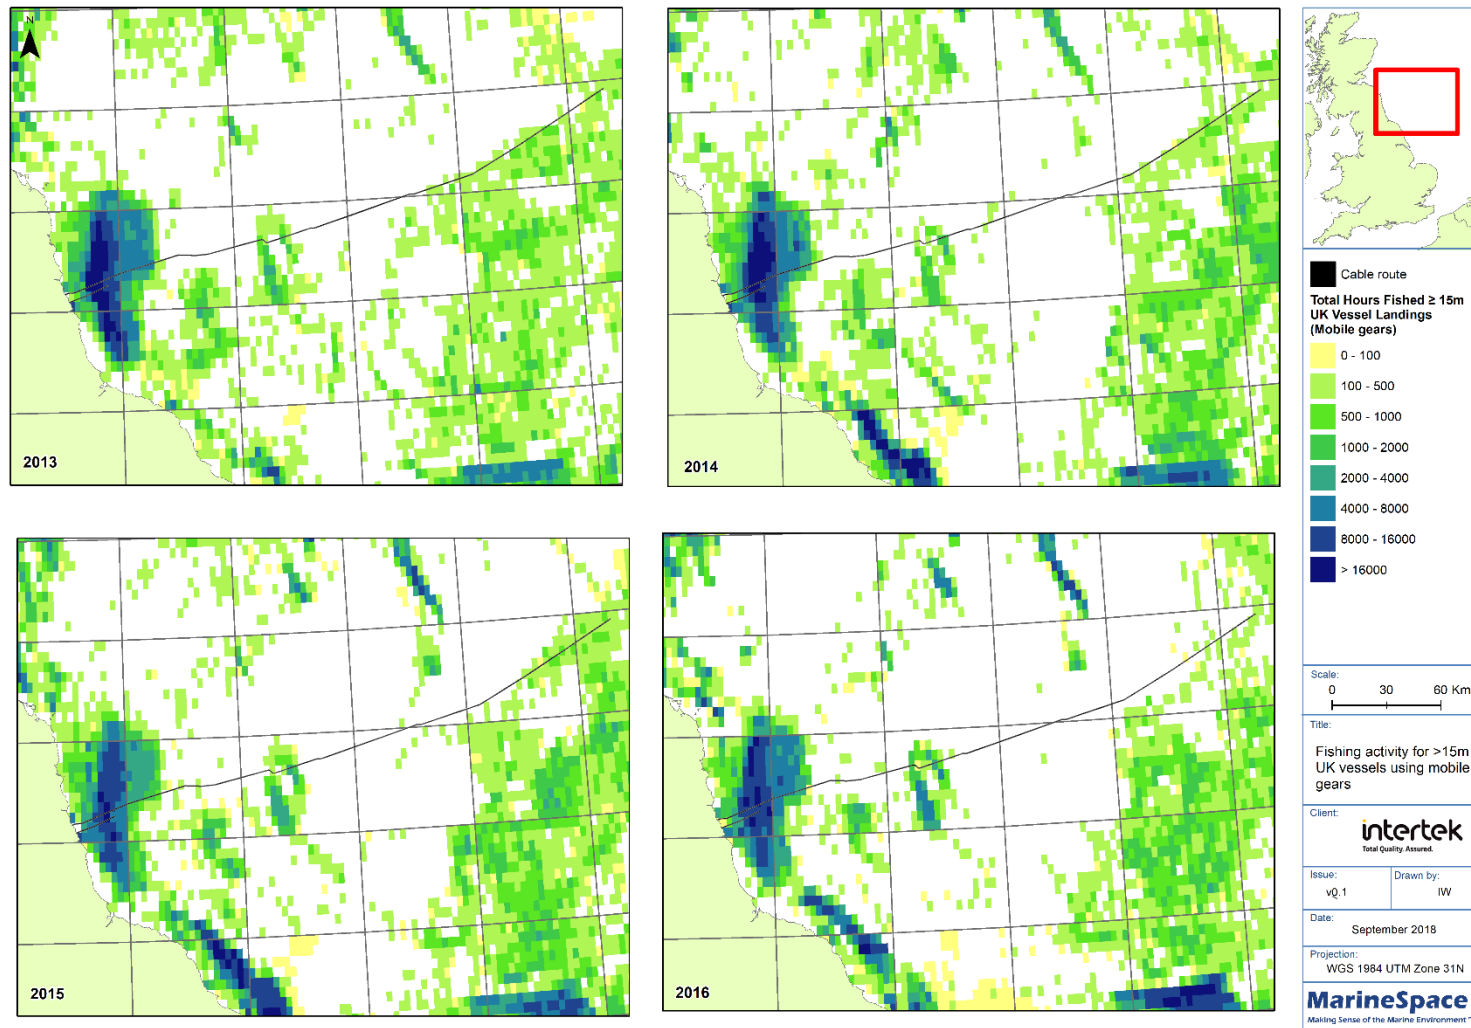 N
2013
2014
2015
2016
Cable route
Total Hours Fished ≥ 15m
UK Vessel Landings
(Mobile gears)
0 - 100
100 - 500
500 - 1000
1000 - 2000
2000 - 4000
4000 - 8000
8000 - 16000
> 16000
Scale:
0 30 60 Km
Title:
Fishing activity for >15m
UK vessels using mobile
gears
Client:
intertek
Total Quality. Assured.
Issue:
v0.1
Drawn by:
IW
Date:
September 2018
Projection:
WGS 1984 UTM Zone 31N
MarineSpace
Making Sense of the Marine Environment